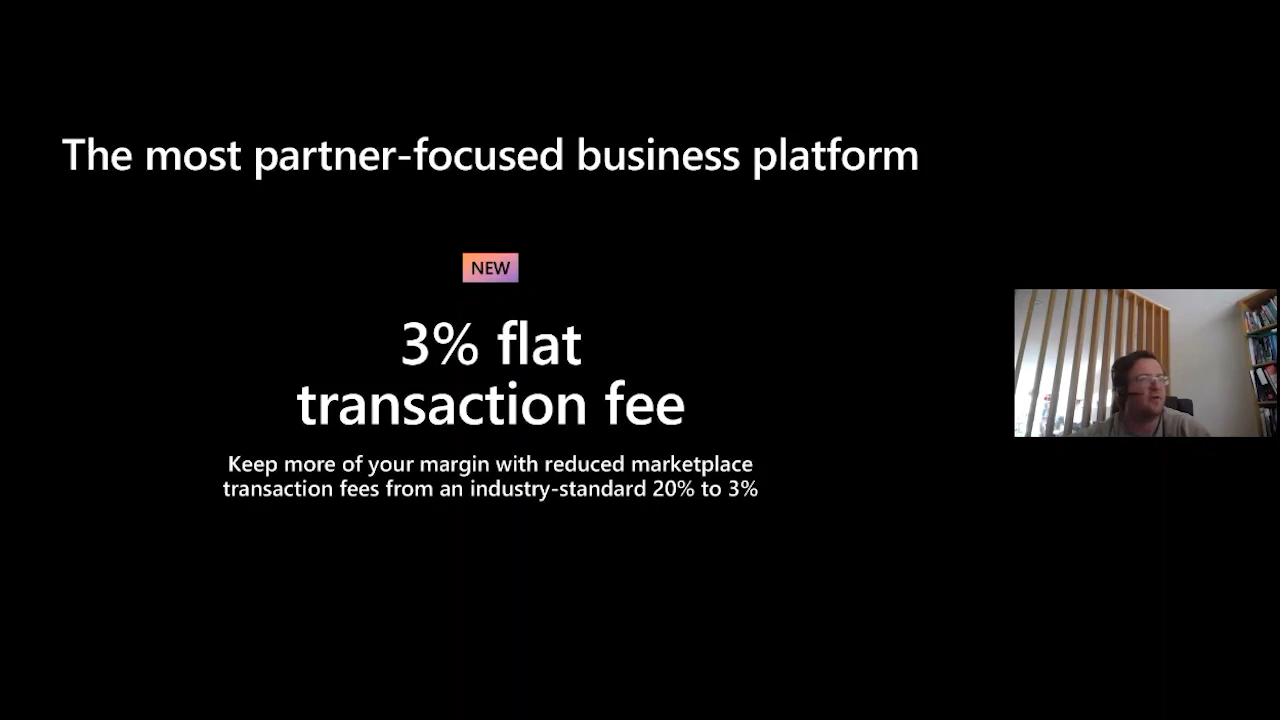 The most partner-focused business platform
NEW
3% flat
transaction fee
Keep more of your margin with reduced marketplace
transaction fees from an industry-standard 20% to 3%